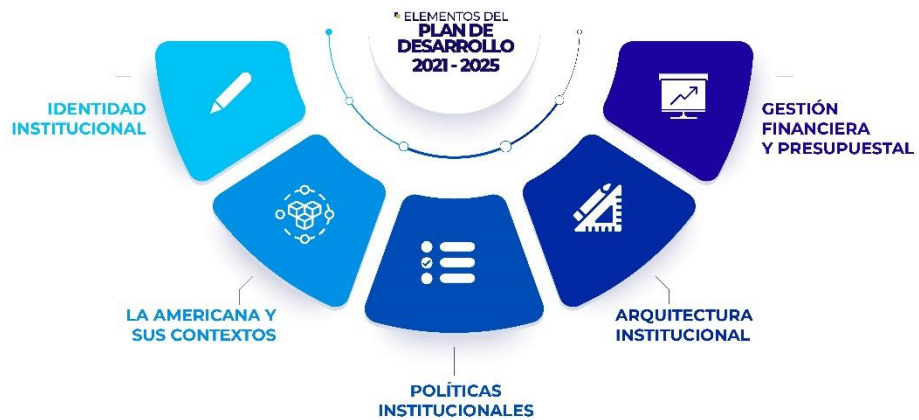 ELEMENTOS DEL
PLAN DE
DESARROLLO
2021 - 2025
IDENTIDAD
INSTITUCIONAL
LA AMERICANA Y
SUS CONTEXTOS
POLÍTICAS
INSTITUCIONALES
ARQUITECTURA
INSTITUCIONAL
GESTIÓN
FINANCIERA
Y PRESUPUESTAL